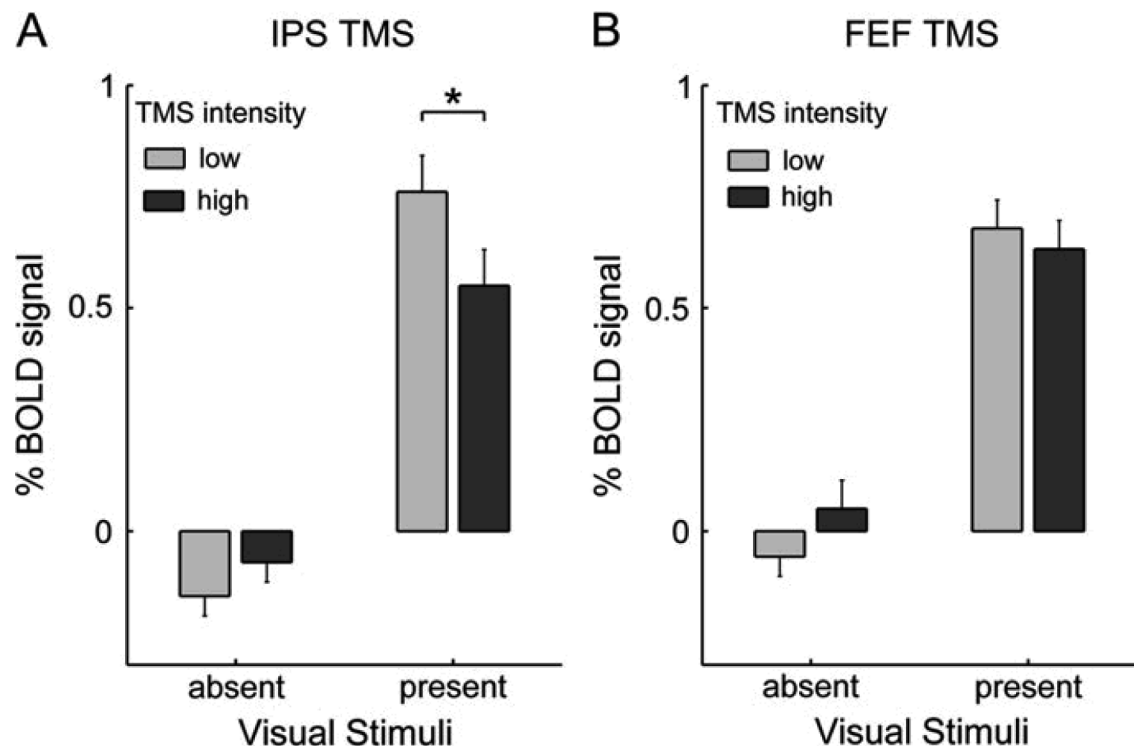 A
IPS TMS
1
0.5
0
% BOLD signal
TMS intensity
low
high
*
absent
present
Visual Stimuli
B
FEF TMS
1
0.5
0
% BOLD signal
TMS intensity
low
high
absent
present
Visual Stimuli